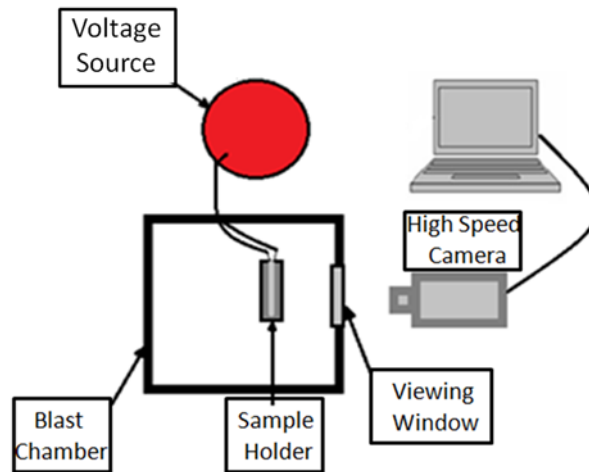 Voltage
Source
High Speed
Camera
Blast
Chamber
Sample
Holder
Viewing
Window